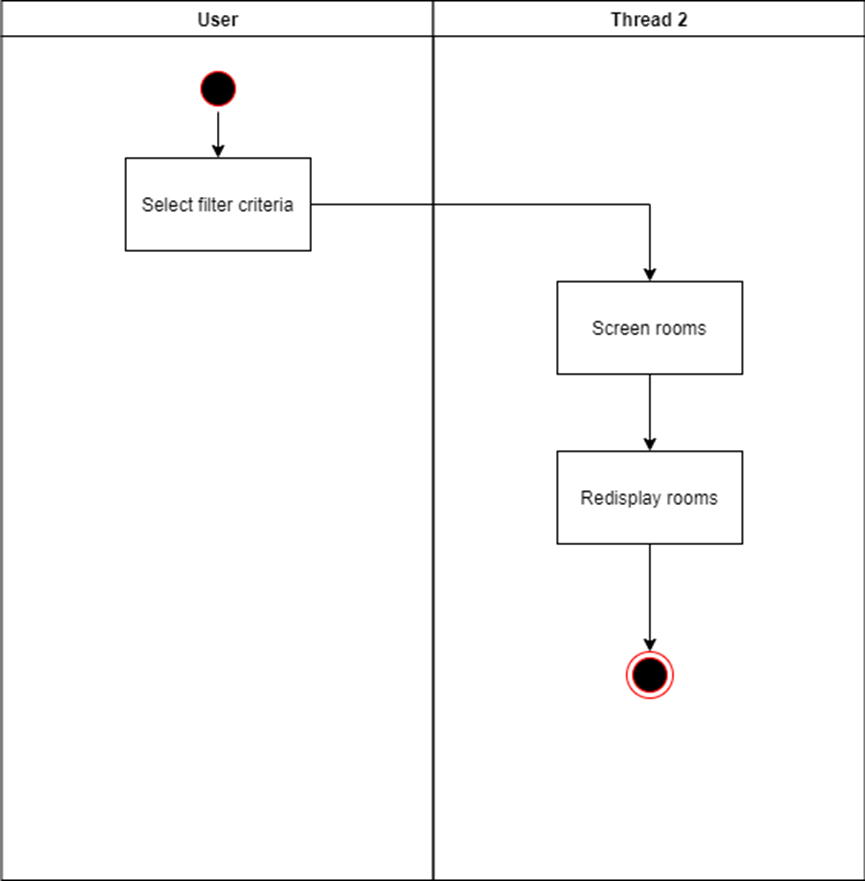 User
Thread 2
Select filter criteria
Screen rooms
Redisplay rooms